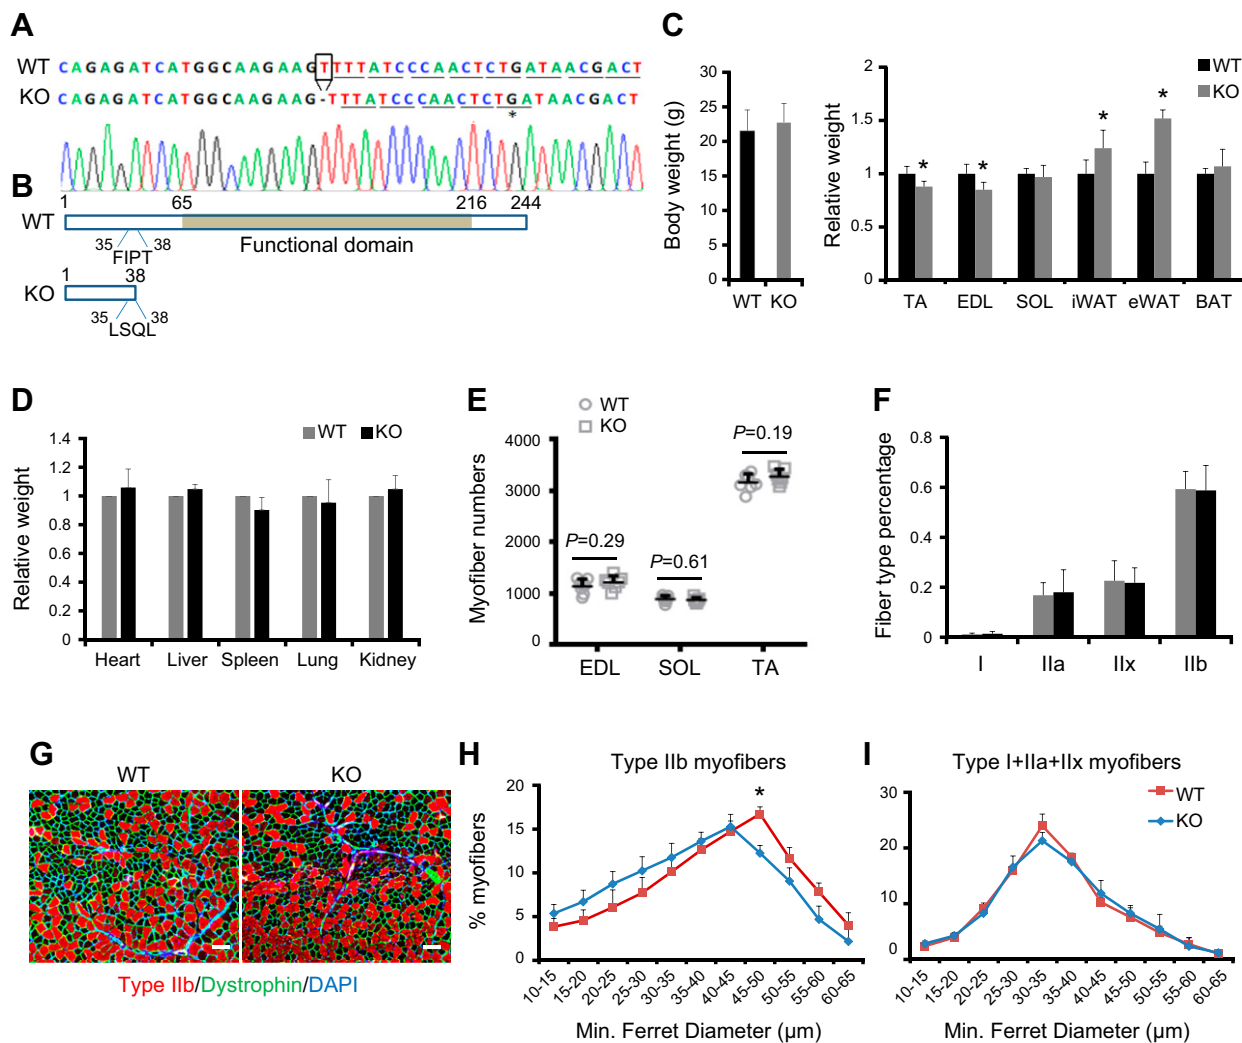 A
WT CAGAGATCATGGCAAGAAGTTTTATCCCAACTCTGATAACGACT
KO CAGAGATCATGGCAAGAAG-TTTATCCCAACTCTGATAACGACT
*
B
1 65 216 244
WT
35 38 Functional domain
FIPT
1 38
KO
35 38
LSQL
C
Body weight (g)
30
25
20
15
10
5
0
WT KO
Relative weight
2
1.5
1
0.5
0
WT
KO
* * * *
TA EDL SOL iWAT eWAT BAT
D
Relative weight
WT KO
1.4
1.2
1
0.8
0.6
0.4
0.2
0
Heart Liver Spleen Lung Kidney
E
WT
KO
Myofiber numbers
4000
3000
2000
1000
0
P=0.29
P=0.61
P=0.19
EDL SOL TA
F
Fiber type percentage
0.8
0.6
0.4
0.2
0
I IIa IIx IIb
G
WT KO
Type IIb/Dystrophin/DAPI
H
Type IIb myofibers
% myofibers
20
15
10
5
0
*
10-15 15-20 20-25 25-30 30-35 35-40 40-45 45-50 50-55 55-60 60-65
Min. Ferret Diameter (µm)
I
Type I+IIa+IIx myofibers
WT
KO
30
20
10
0
10-15 15-20 20-25 25-30 30-35 35-40 40-45 45-50 50-55 55-60 60-65
Min. Ferret Diameter (µm)